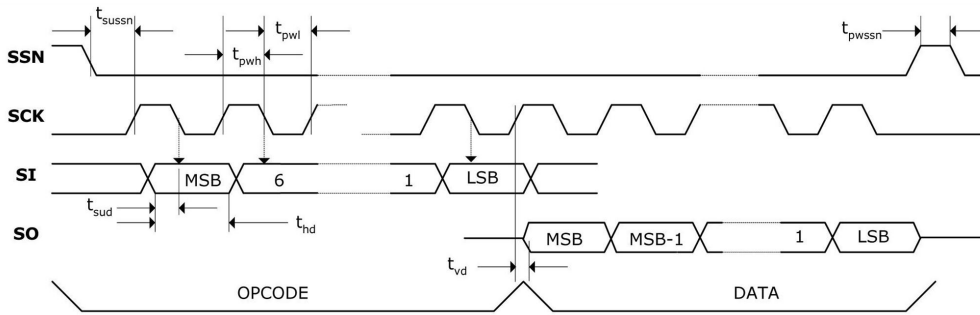 t_sussn t_pwl t_pwssn
t_pwh
SSN
SCK
SI MSB 6 1 LSB
t_sud t_hd
SO MSB MSB-1 1 LSB
t_vd
OPCODE DATA